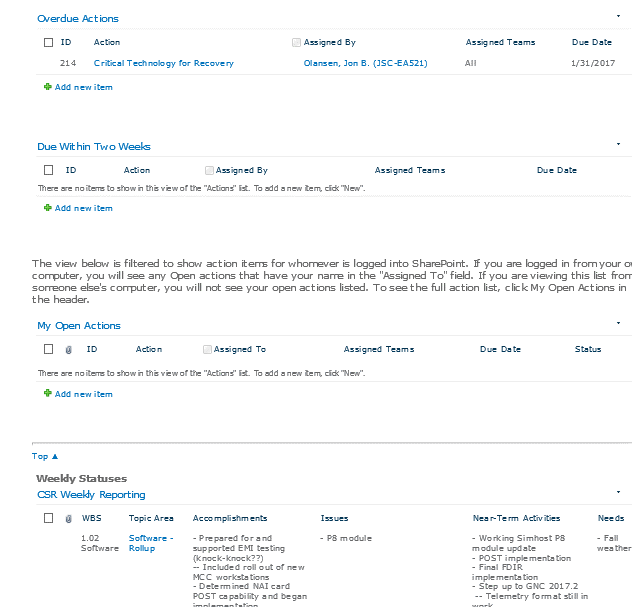 Overdue Actions
ID Action Assigned By Assigned Teams Due Date
214 Critical Technology for Recovery Olansen, Jon B. (JSC-EA521) All 1/31/2017
Add new item
Due Within Two Weeks
ID Action Assigned By Assigned Teams Due Date
There are no items to show in this view of the "Actions" list. To add a new item, click "New".
Add new item
The view below is filtered to show action items for whomever is logged into SharePoint. If you are logged in from your
computer, you will see any Open actions that have your name in the "Assigned To" field. If you are viewing this list from
someone else's computer, you will not see your open actions listed. To see the full action list, click My Open Actions in
the header.
My Open Actions
ID Action Assigned To Assigned Teams Due Date Status
There are no items to show in this view of the "Actions" list. To add a new item, click "New".
Add new item
Top ▲
Weekly Statuses
CSR Weekly Reporting
WBS Topic Area Accomplishments Issues Near-Term Activities Needs
1.02 Software - - Prepared for and - P8 module - Working Simhost P8 - Fall
Software Rollup supported EMI testing module update weather
(knock-knock??) - POST implementation
-- Included roll out of new - Final FDIR
MCC workstations implementation
- Determined NAI card - Step up to GNC 2017.2
POST capability and began -- Telemetry format still in
implementation work